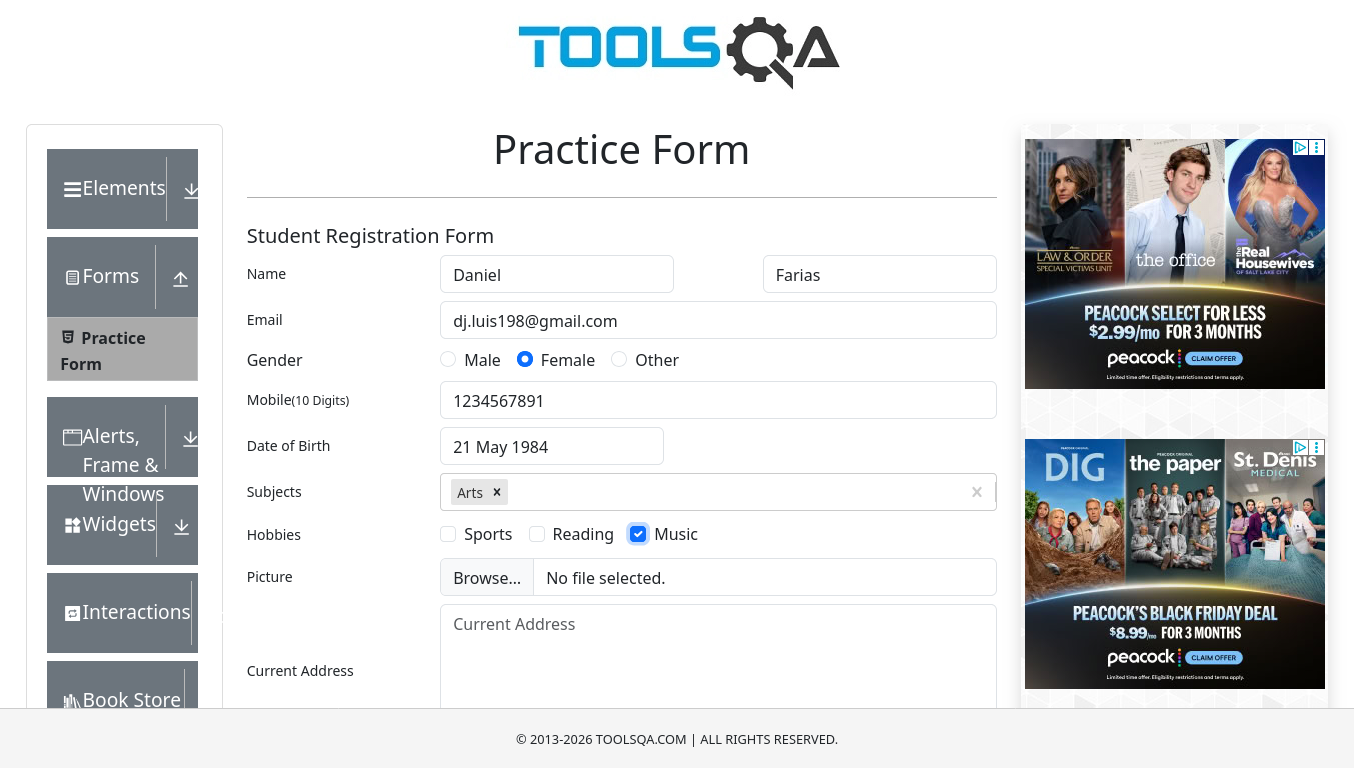 TOOLSQA
Practice Form
Elements
Forms
Practice
Form
Alerts,
Frame &
Windows
Widgets
Interactions
Book Store
Student Registration Form
Name
Daniel
Farias
Email
dj.luis198@gmail.com
Gender
Male
Female
Other
Mobile(10 Digits)
1234567891
Date of Birth
21 May 1984
Subjects
Arts
Hobbies
Sports
Reading
Music
Picture
Browse...
No file selected.
Current Address
Current Address
LAW & ORDER
SPECIAL VICTIMS UNIT
the office
the Real
Housewives
OF SALT LAKE CITY
PEACOCK SELECT FOR LESS
$2.99/mo FOR 3 MONTHS
peacock
CLAIM OFFER
Limited time offer. Eligibility restrictions and terms apply.
DIG
the paper
St. Denis
MEDICAL
PEACOCK'S BLACK FRIDAY DEAL
$8.99/mo FOR 3 MONTHS
peacock
CLAIM OFFER
Limited time offer. Eligibility restrictions and terms apply.
© 2013-2026 TOOLSQA.COM | ALL RIGHTS RESERVED.